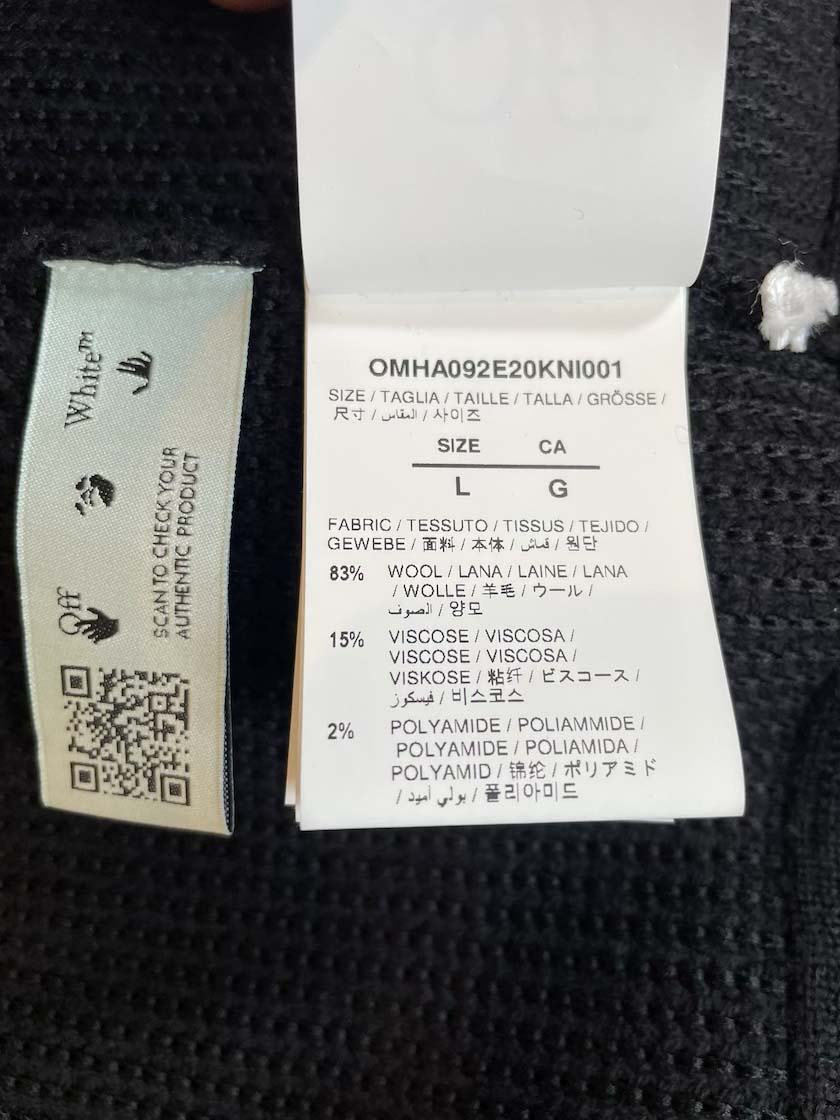 Off White™
SCAN TO CHECK YOUR
AUTHENTIC PRODUCT
OMHA092E20KNI001
SIZE / TAGLIA / TAILLE / TALLA / GRÖSSE /
尺寸 / المقاس / 사이즈
SIZE CA
L G
FABRIC / TESSUTO / TISSUS / TEJIDO /
GEWEBE / 面料 / 本体 / قماش / 원단
83% WOOL / LANA / LAINE / LANA
/ WOLLE / 羊毛 / ウール /
الصوف / 양모
15% VISCOSE / VISCOSA /
VISCOSE / VISCOSA /
VISKOSE / 粘纤 / ビスコース /
فيسكوز / 비스코스
2% POLYAMIDE / POLIAMMIDE /
POLYAMIDE / POLIAMIDA /
POLYAMID / 锦纶 / ポリアミド
/ بولي أميد / 폴리아미드